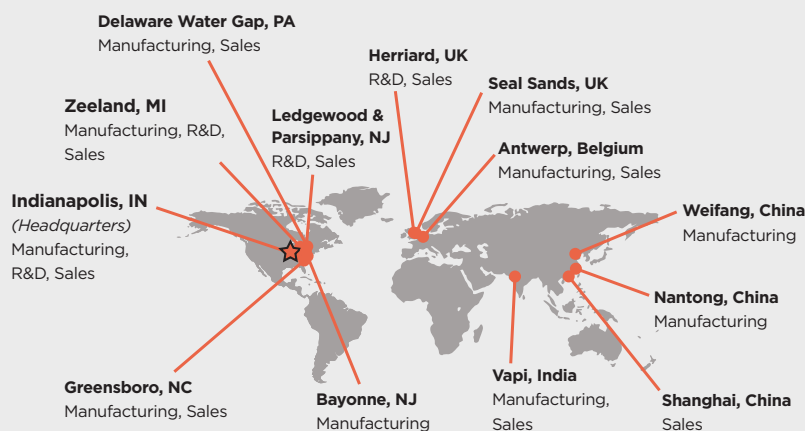 Delaware Water Gap, PA
Manufacturing, Sales
Herriard, UK
R&D, Sales
Seal Sands, UK
Manufacturing, Sales
Zeeland, MI
Manufacturing, R&D,
Sales
Ledgewood &
Parsippany, NJ
R&D, Sales
Antwerp, Belgium
Manufacturing, Sales
Indianapolis, IN
(Headquarters)
Manufacturing,
R&D, Sales
Weifang, China
Manufacturing
Nantong, China
Manufacturing
Greensboro, NC
Manufacturing, Sales
Bayonne, NJ
Manufacturing
Vapi, India
Manufacturing,
Sales
Shanghai, China
Sales